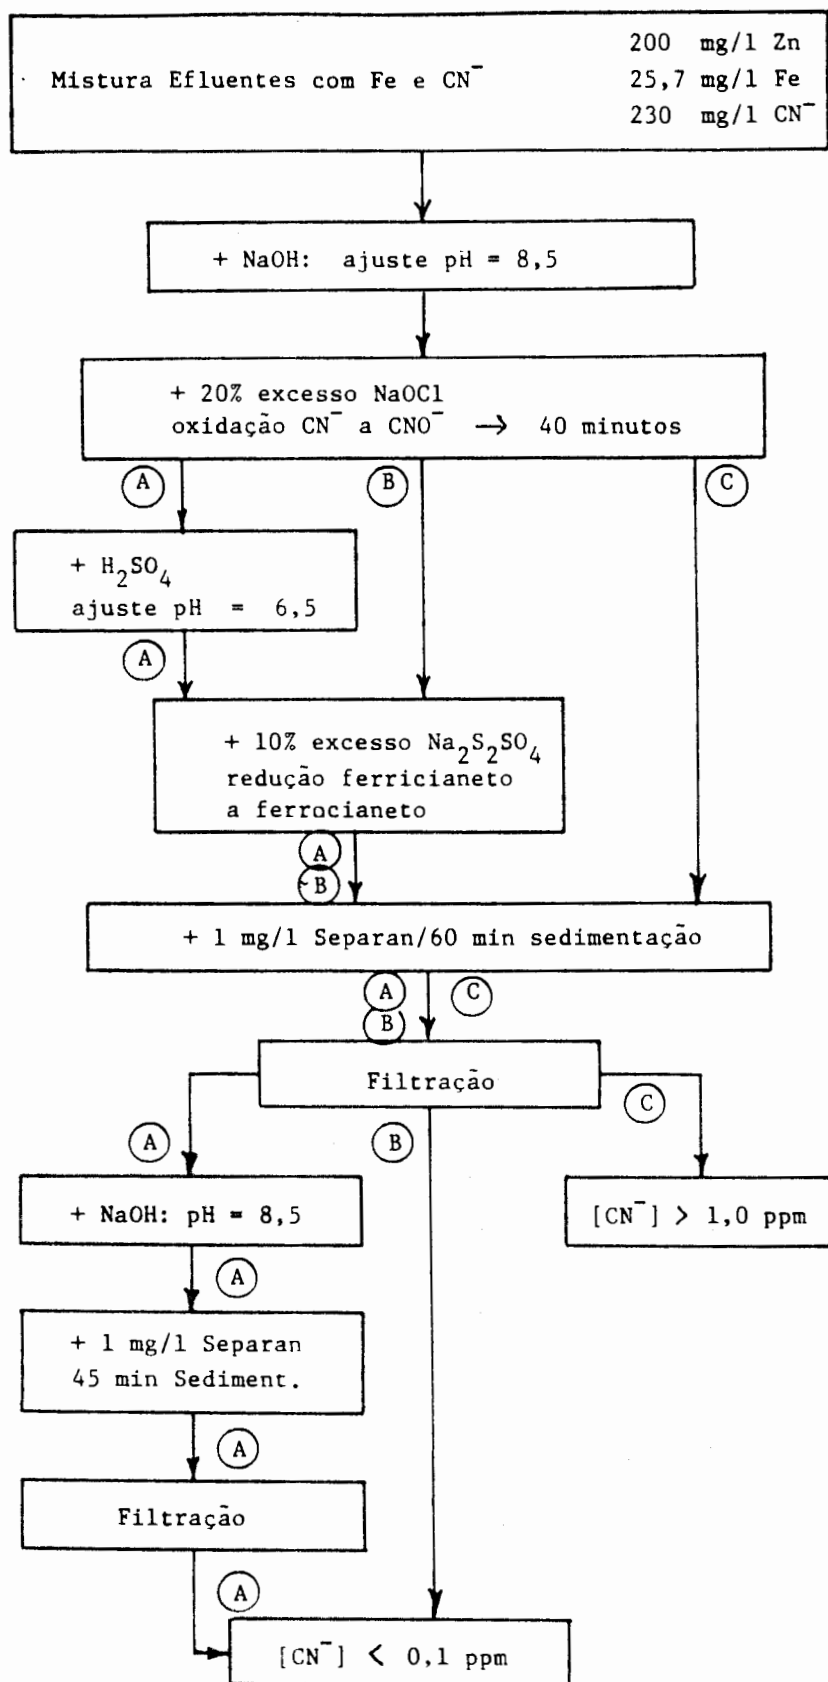 Mistura Efluentes com Fe e CN⁻
200 mg/l Zn
25,7 mg/l Fe
230 mg/l CN⁻
+ NaOH: ajuste pH = 8,5
+ 20% excesso NaOCl
oxidação CN⁻ a CNO⁻ → 40 minutos
A
B
C
+ H₂SO₄
ajuste pH = 6,5
A
+ 10% excesso Na₂S₂SO₄
redução ferricianeto
a ferrocianeto
A
B
+ 1 mg/l Separan/60 min sedimentação
A
C
B
Filtração
A
B
C
+ NaOH: pH = 8,5
[CN⁻] > 1,0 ppm
A
+ 1 mg/l Separan
45 min Sediment.
A
Filtração
A
[CN⁻] < 0,1 ppm